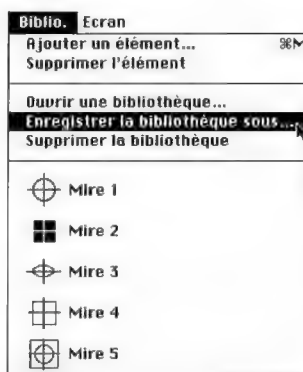 Biblio. Ecran
Ajouter un élément... ⌘M
Supprimer l'élément
Ouvrir une bibliothèque...
Enregistrer la bibliothèque sous...
Supprimer la bibliothèque
Mire 1
Mire 2
Mire 3
Mire 4
Mire 5